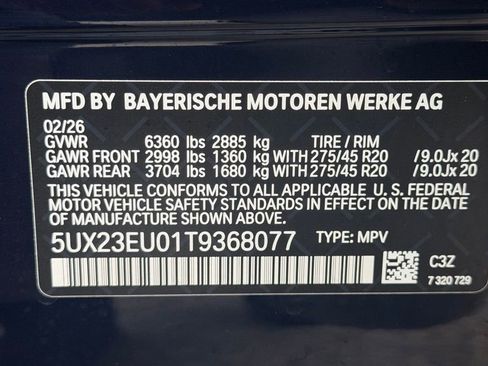 MFD BY BAYERISCHE MOTOREN WERKE AG
02/26
GVWR 6360 lbs 2885 kg TIRE / RIM
GAWR FRONT 2998 lbs 1360 kg WITH 275/45 R20 /9.0Jx 20
GAWR REAR 3704 lbs 1680 kg WITH 275/45 R20 /9.0Jx 20
THIS VEHICLE CONFORMS TO ALL APPLICABLE U. S. FEDERAL
MOTOR VEHICLE SAFETY STANDARDS IN EFFECT ON THE DATE
OF MANUFACTURE SHOWN ABOVE.
5UX23EU01T9368077 TYPE: MPV
C3Z
7 320 729